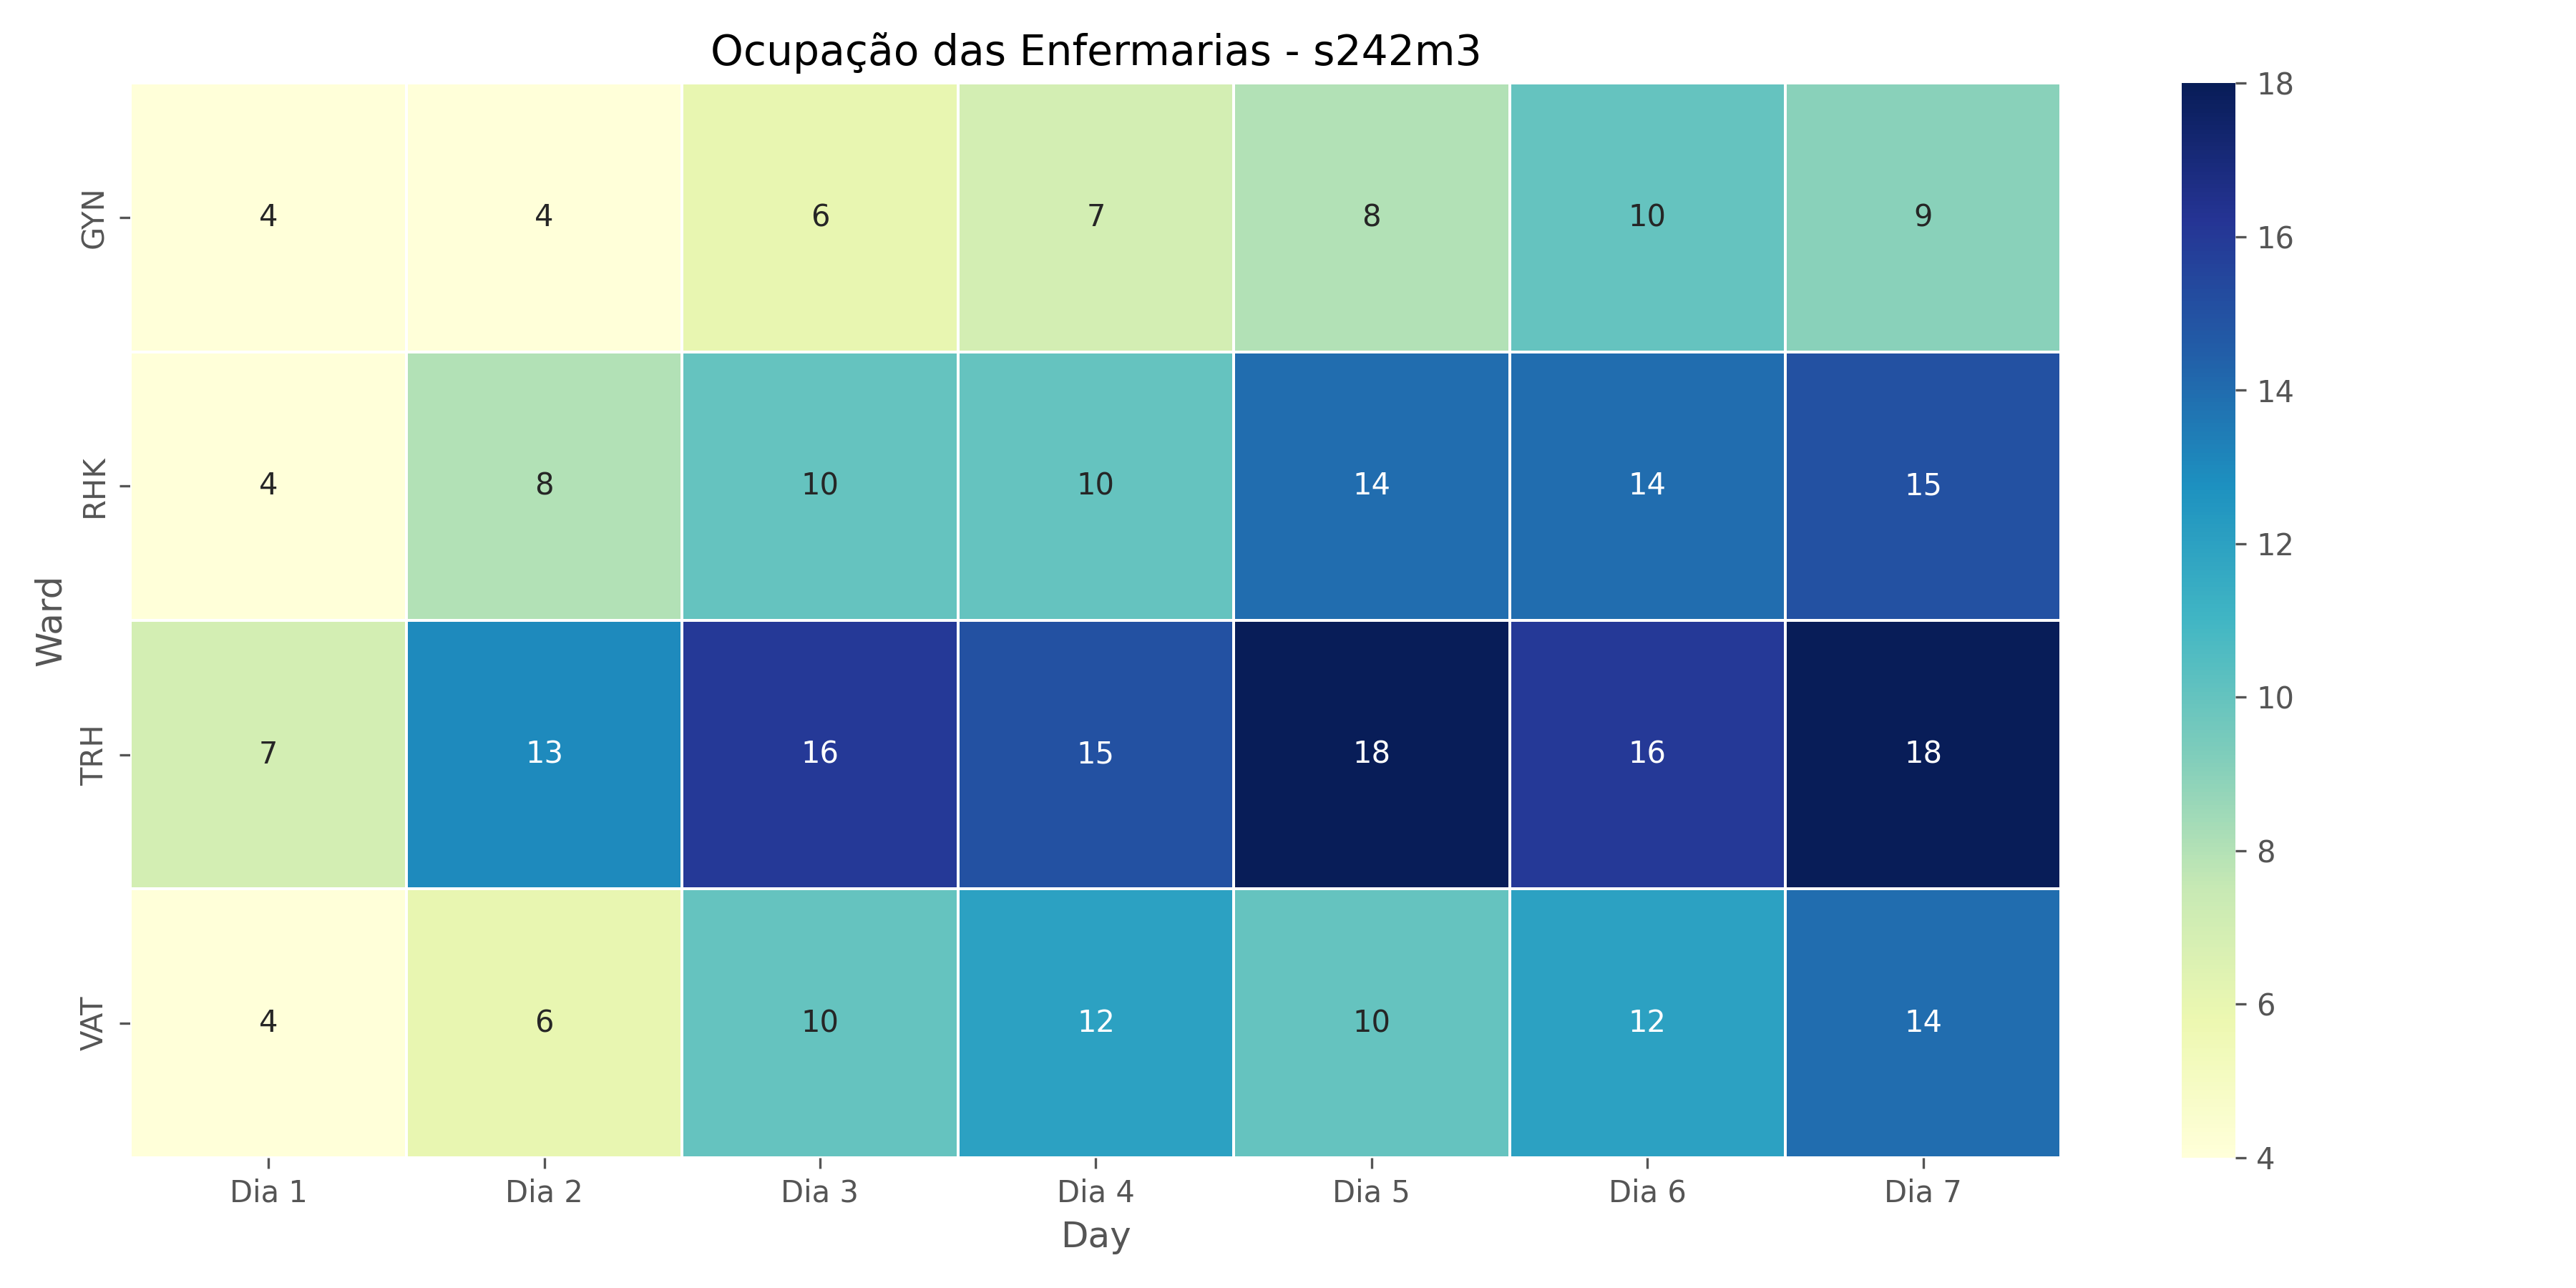 Ocupação das Enfermarias - s242m3
Ward
GYN 4 4 6 7 8 10 9
RHK 4 8 10 10 14 14 15
TRH 7 13 16 15 18 16 18
VAT 4 6 10 12 10 12 14
Dia 1 Dia 2 Dia 3 Dia 4 Dia 5 Dia 6 Dia 7
Day
18
16
14
12
10
8
6
4